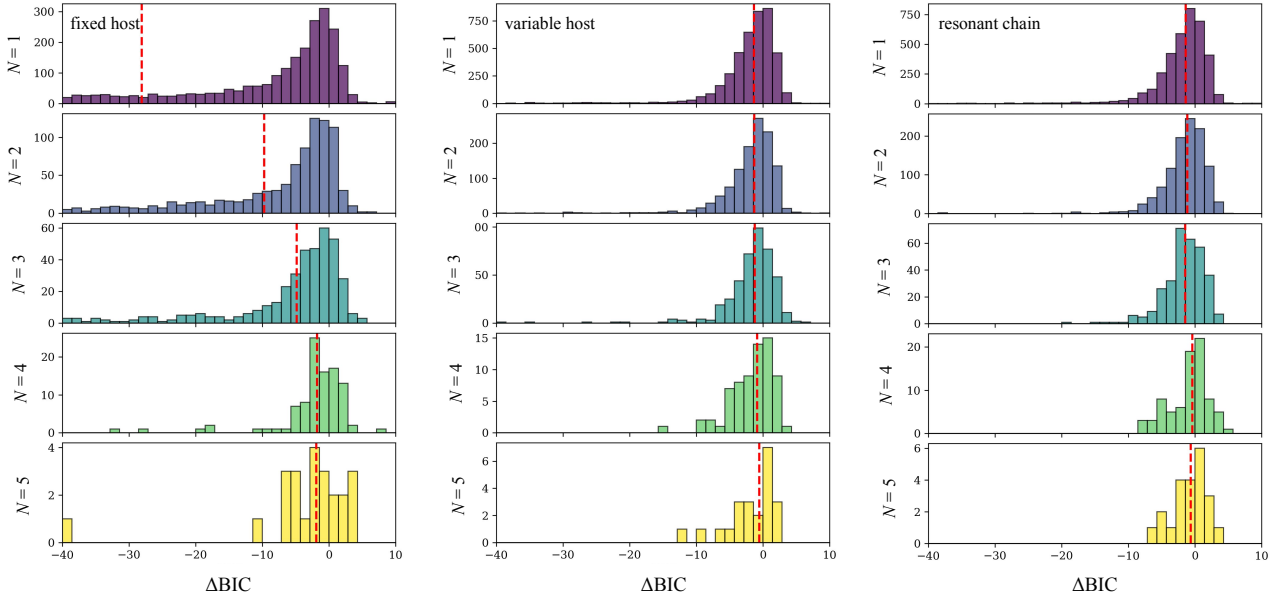 fixed host
N = 1
300
200
100
0
N = 2
100
50
0
N = 3
60
40
20
0
N = 4
20
10
0
N = 5
4
2
0
−40 −30 −20 −10 0 10
ΔBIC
variable host
N = 1
750
500
250
0
N = 2
200
100
0
N = 3
00
50
0
N = 4
15
10
5
0
N = 5
6
4
2
0
−40 −30 −20 −10 0 10
ΔBIC
resonant chain
N = 1
750
500
250
0
N = 2
200
100
0
N = 3
60
40
20
0
N = 4
20
10
0
N = 5
6
4
2
0
−40 −30 −20 −10 0 10
ΔBIC